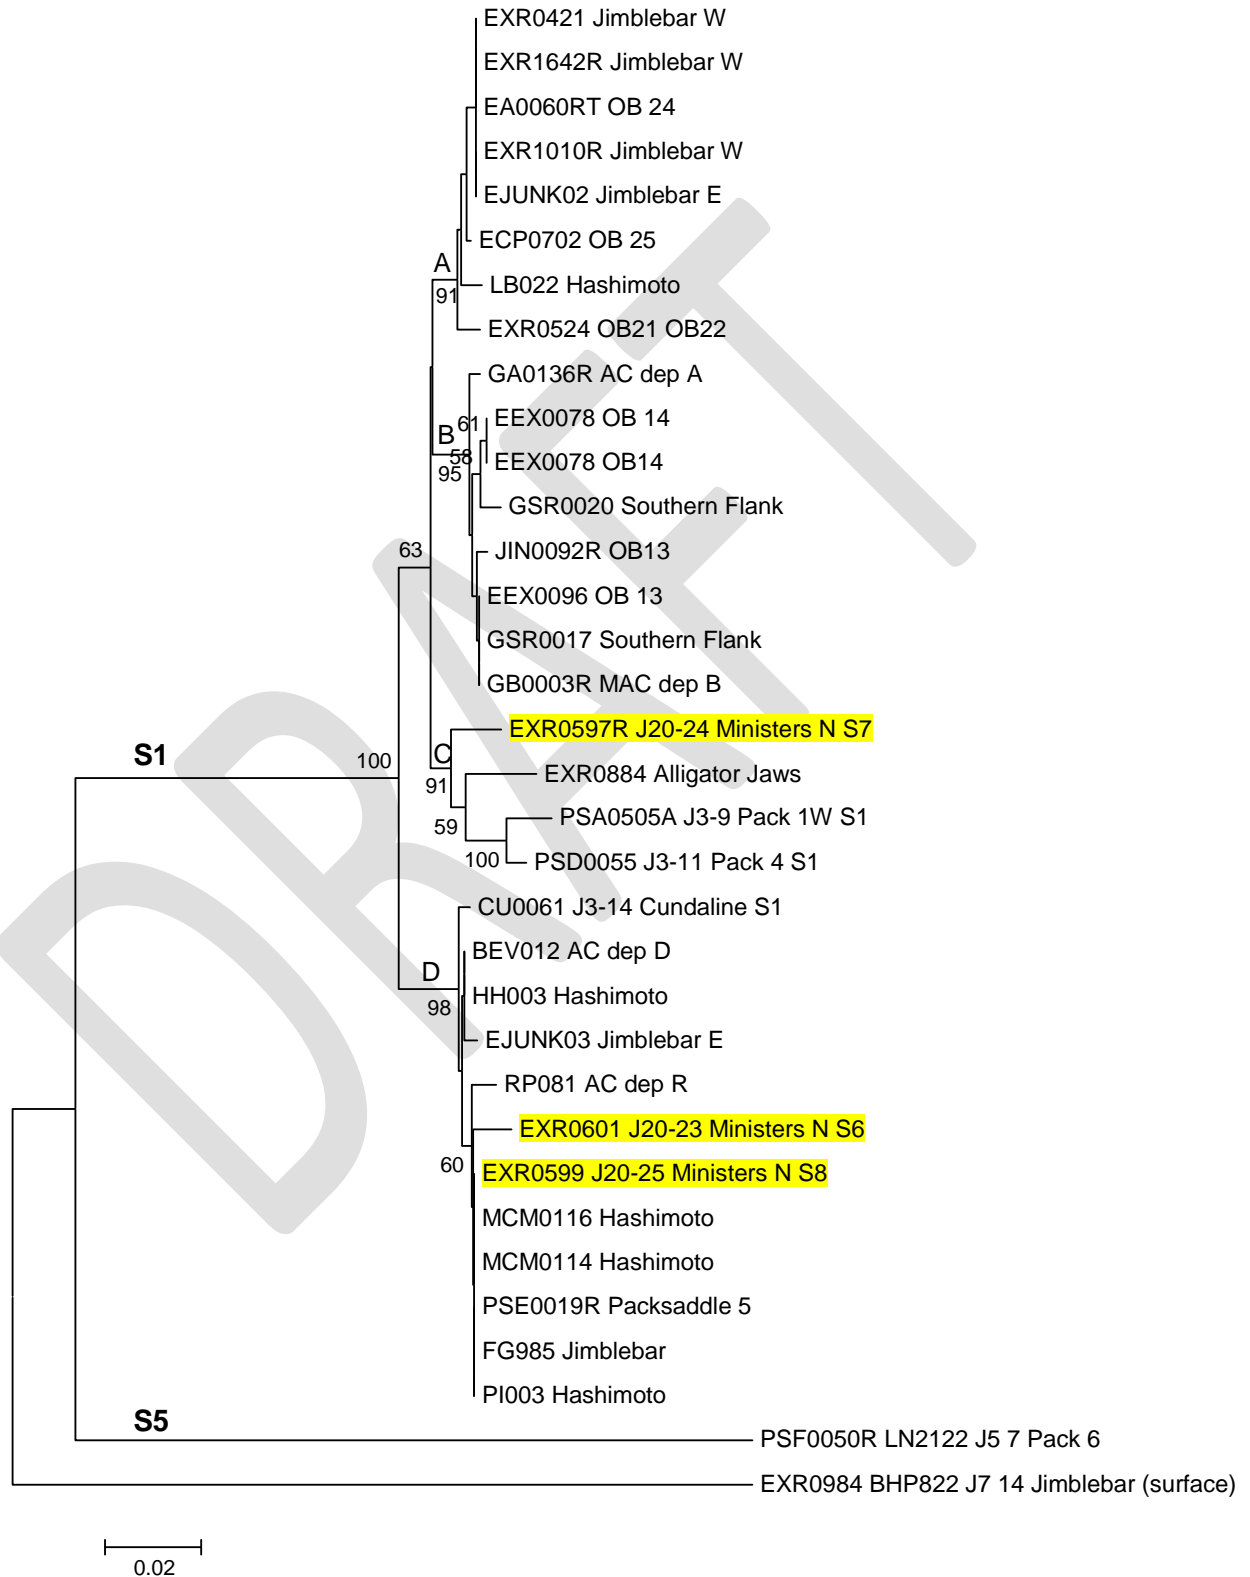 EXR0421 Jimblebar W
EXR1642R Jimblebar W
EA0060RT OB 24
EXR1010R Jimblebar W
EJUNK02 Jimblebar E
ECP0702 OB 25
A
LB022 Hashimoto
91
EXR0524 OB21 OB22
GA0136R AC dep A
61
EEX0078 OB 14
B
58
EEX0078 OB14
95
GSR0020 Southern Flank
63
JIN0092R OB13
EEX0096 OB 13
GSR0017 Southern Flank
GB0003R MAC dep B
EXR0597R J20-24 Ministers N S7
S1
100
C
EXR0884 Alligator Jaws
91
PSA0505A J3-9 Pack 1W S1
59
100
PSD0055 J3-11 Pack 4 S1
CU0061 J3-14 Cundaline S1
BEV012 AC dep D
D
HH003 Hashimoto
98
EJUNK03 Jimblebar E
RP081 AC dep R
EXR0601 J20-23 Ministers N S6
60
EXR0599 J20-25 Ministers N S8
MCM0116 Hashimoto
MCM0114 Hashimoto
PSE0019R Packsaddle 5
FG985 Jimblebar
PI003 Hashimoto
S5
PSF0050R LN2122 J5 7 Pack 6
EXR0984 BHP822 J7 14 Jimblebar (surface)
0.02
DRAFT